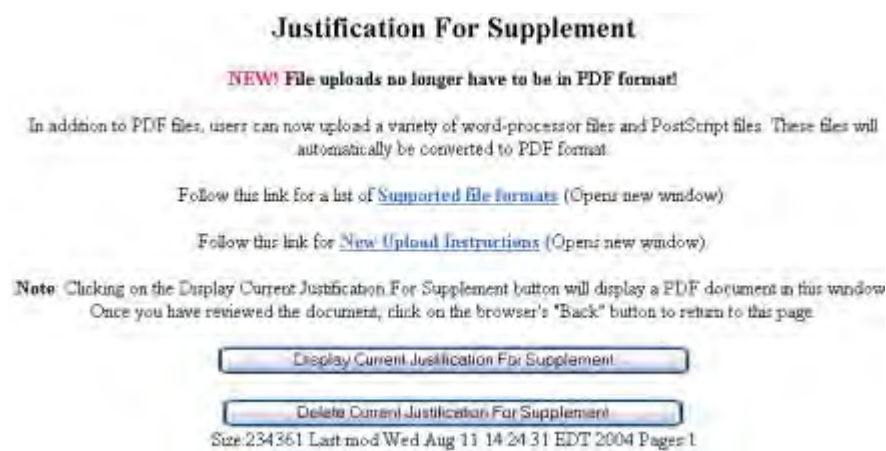 Justification For Supplement
NEW! File uploads no longer have to be in PDF format!
In addition to PDF files, users can now upload a variety of word-processor files and PostScript files. These files will
automatically be converted to PDF format.
Follow this link for a list of Supported file formats (Opens new window)
Follow this link for New Upload Instructions (Opens new window)
Note: Clicking on the Display Current Justification For Supplement button will display a PDF document in this window
Once you have reviewed the document, click on the browser's "Back" button to return to this page
Display Current Justification For Supplement
Delete Current Justification For Supplement
Size:234361 Last mod Wed Aug 11 14:24:31 EDT 2004 Pages:1